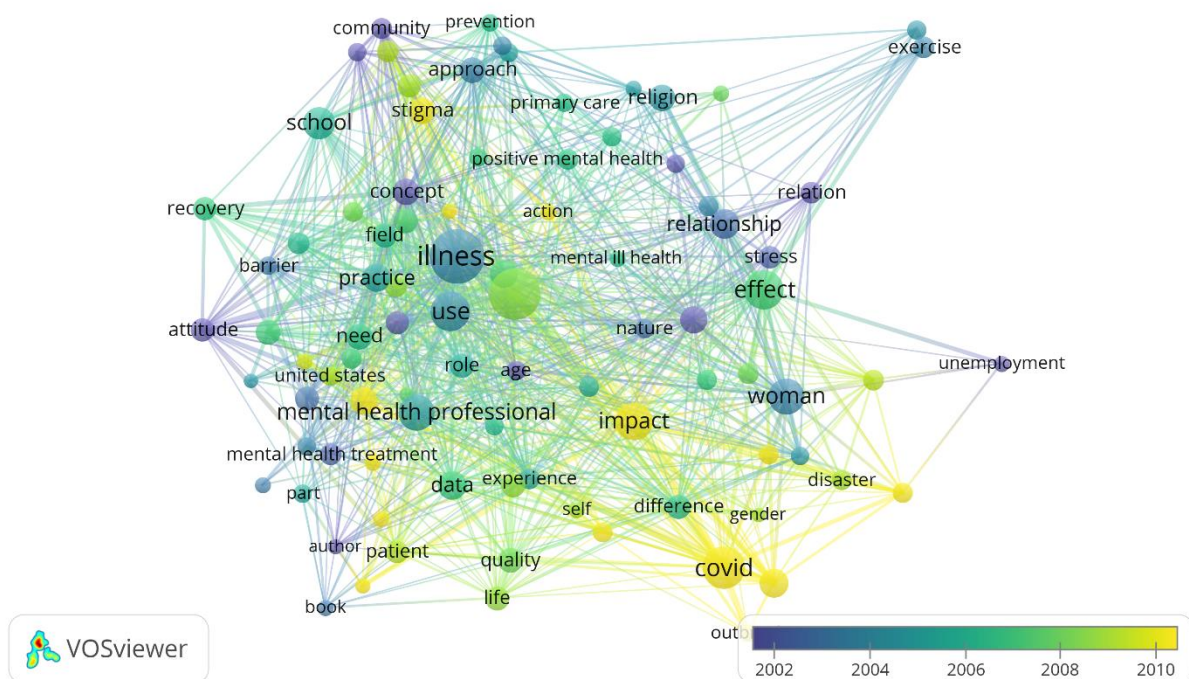 community
prevention
exercise
approach
stigma
primary care
religion
school
positive mental health
concept
relation
recovery
action
field
relationship
illness
mental ill health
stress
barrier
practice
effect
use
attitude
nature
need
role
age
unemployment
united states
woman
mental health professional
impact
mental health treatment
data
experience
disaster
part
self
difference
gender
author
patient
quality
covid
life
book
VOSviewer
2002 2004 2006 2008 2010